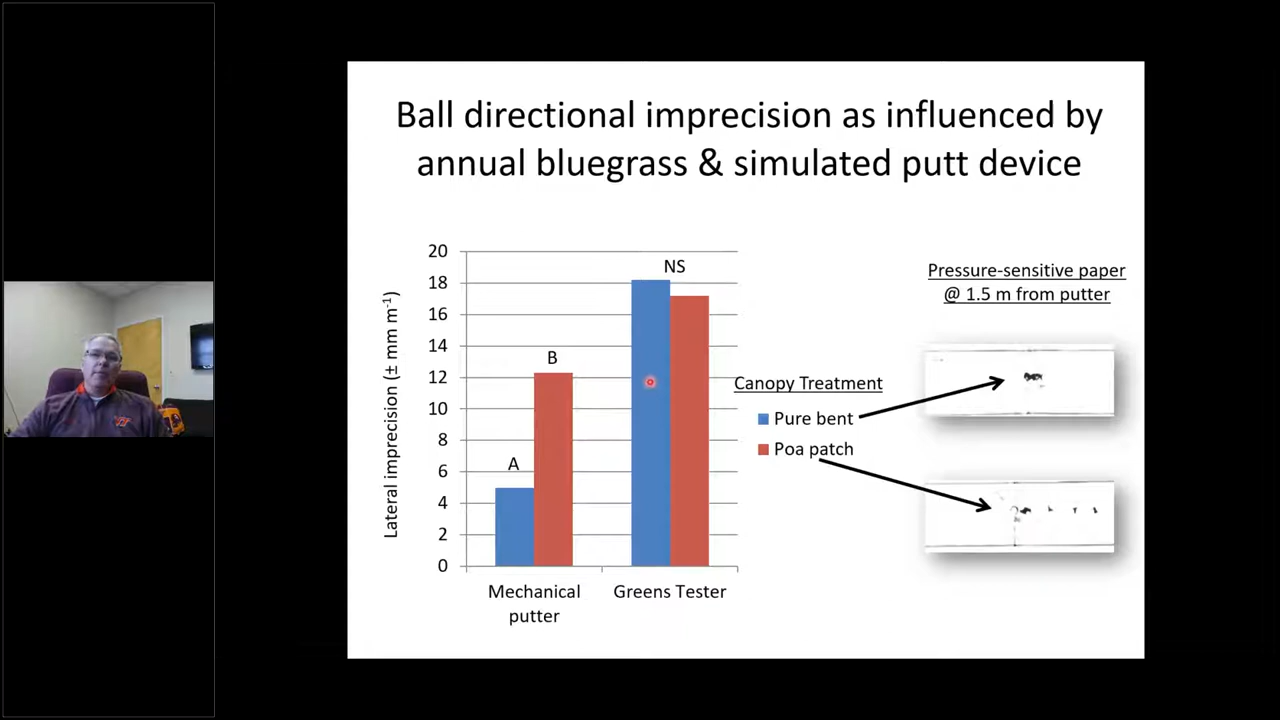 Ball directional imprecision as influenced by
annual bluegrass & simulated putt device
Lateral imprecision (± mm m⁻¹)
20
18
16
14
12
10
8
6
4
2
0
A
B
NS
Mechanical
putter
Greens Tester
Canopy Treatment
Pure bent
Poa patch
Pressure-sensitive paper
@ 1.5 m from putter
VT